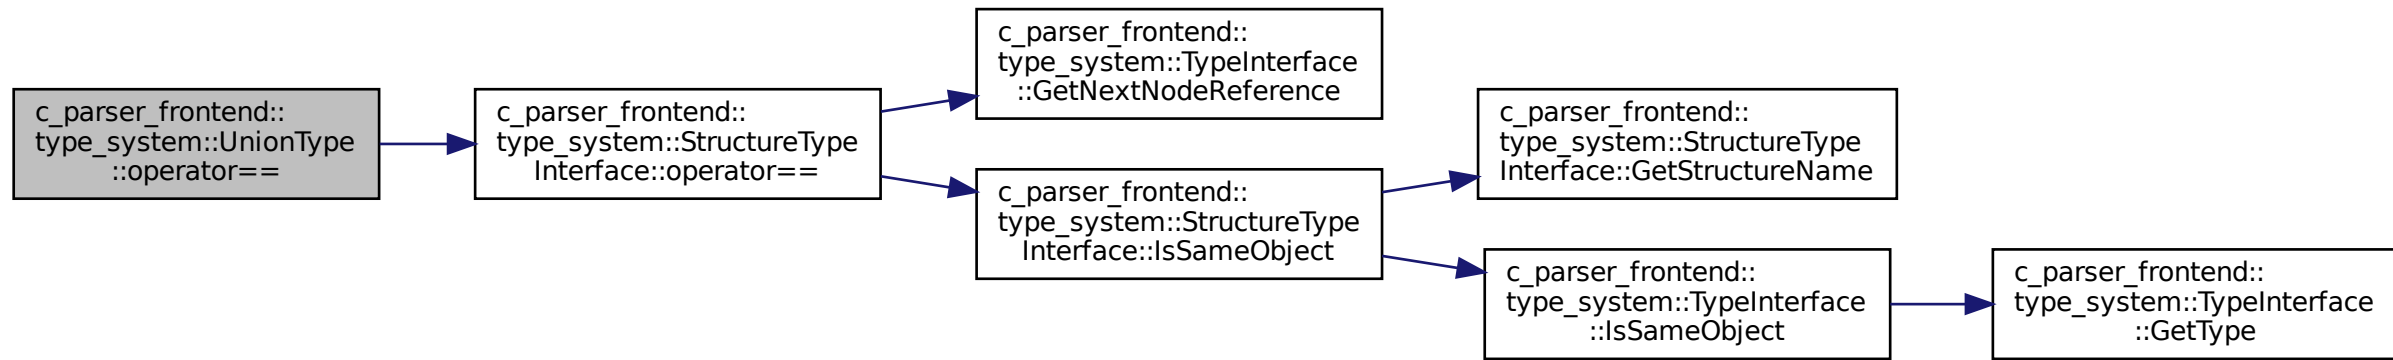 c_parser_frontend::
type_system::UnionType
::operator==
c_parser_frontend::
type_system::StructureType
Interface::operator==
c_parser_frontend::
type_system::TypeInterface
::GetNextNodeReference
c_parser_frontend::
type_system::StructureType
Interface::IsSameObject
c_parser_frontend::
type_system::StructureType
Interface::GetStructureName
c_parser_frontend::
type_system::TypeInterface
::IsSameObject
c_parser_frontend::
type_system::TypeInterface
::GetType